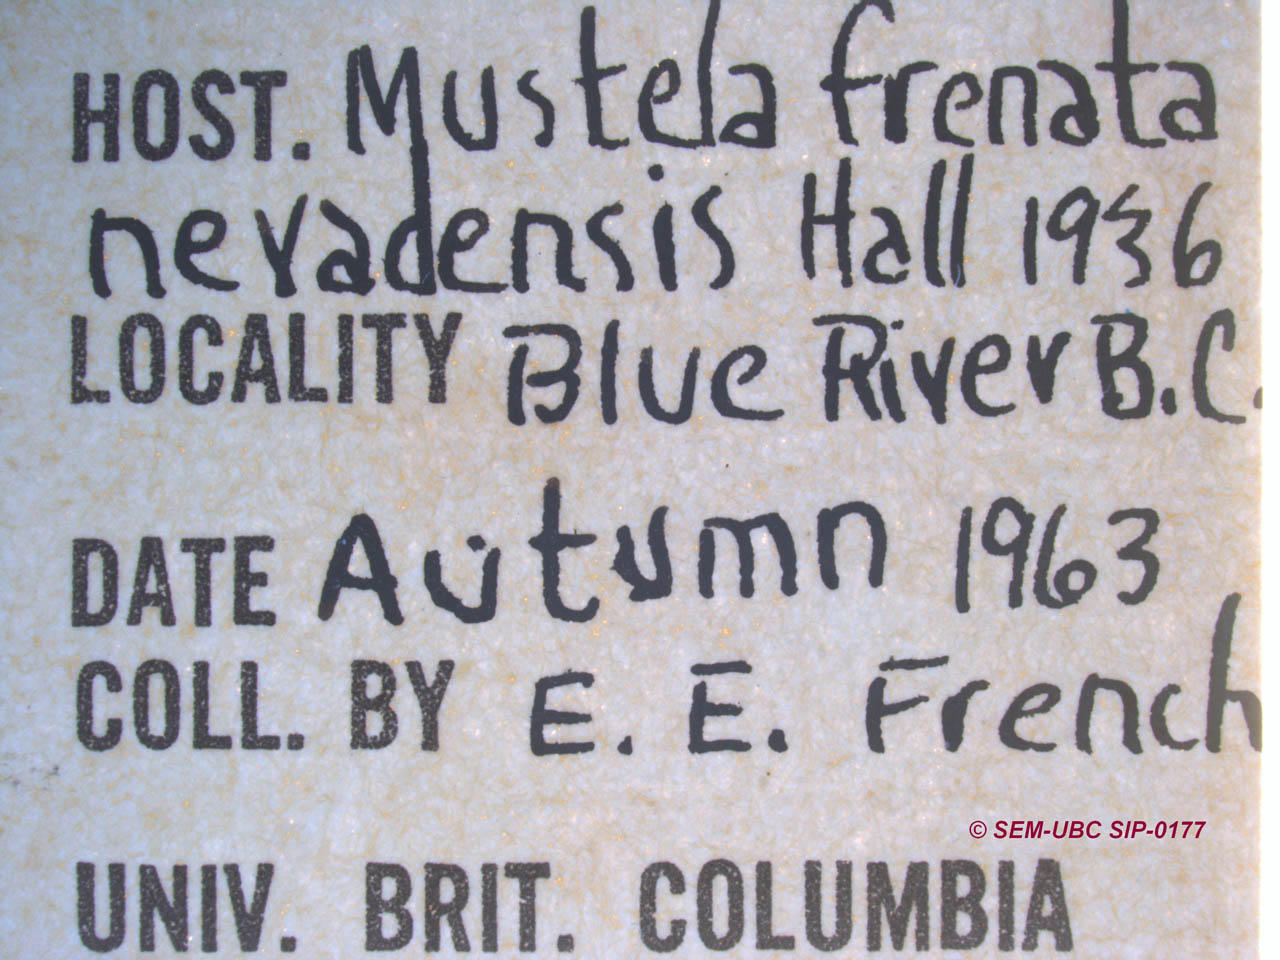 HOST. Mustela frenata
nevadensis Hall 1936
LOCALITY Blue River B.C.
DATE Autumn 1963
COLL. BY E. E. French
© SEM-UBC SIP-0177
UNIV. BRIT. COLUMBIA